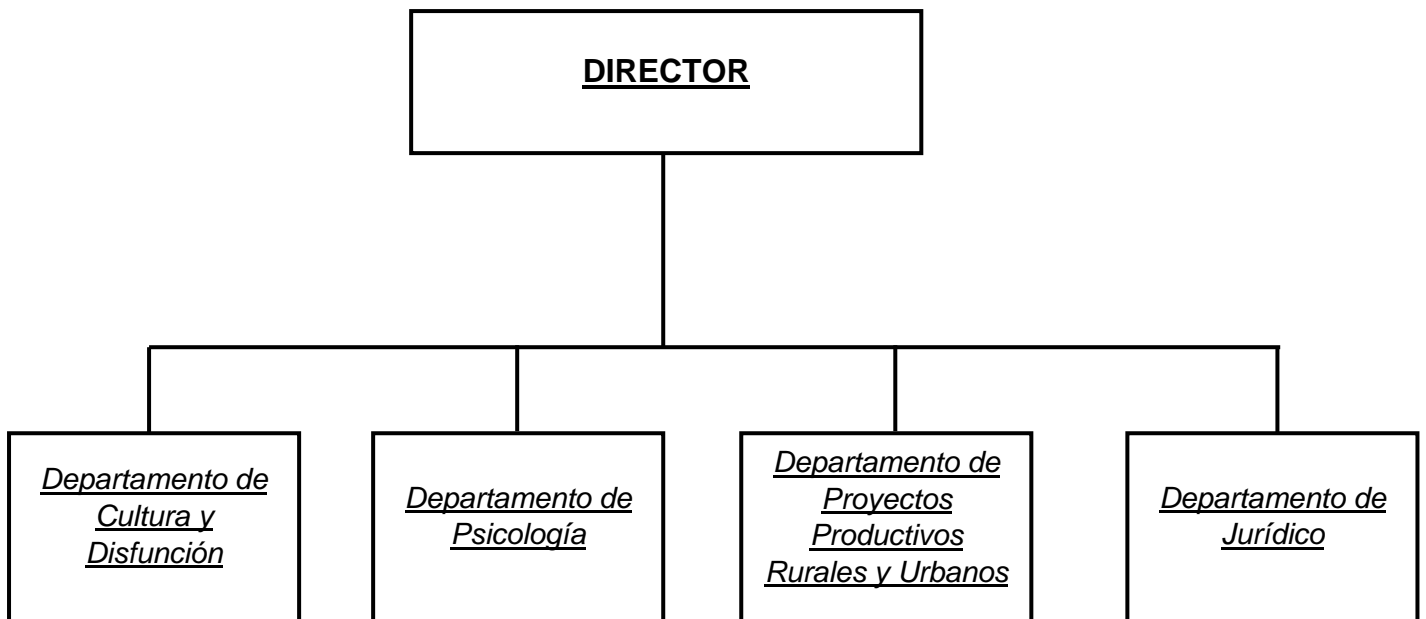 DIRECTOR
Departamento de
Cultura y
Disfunción
Departamento de
Psicología
Departamento de
Proyectos
Productivos
Rurales y Urbanos
Departamento de
Jurídico